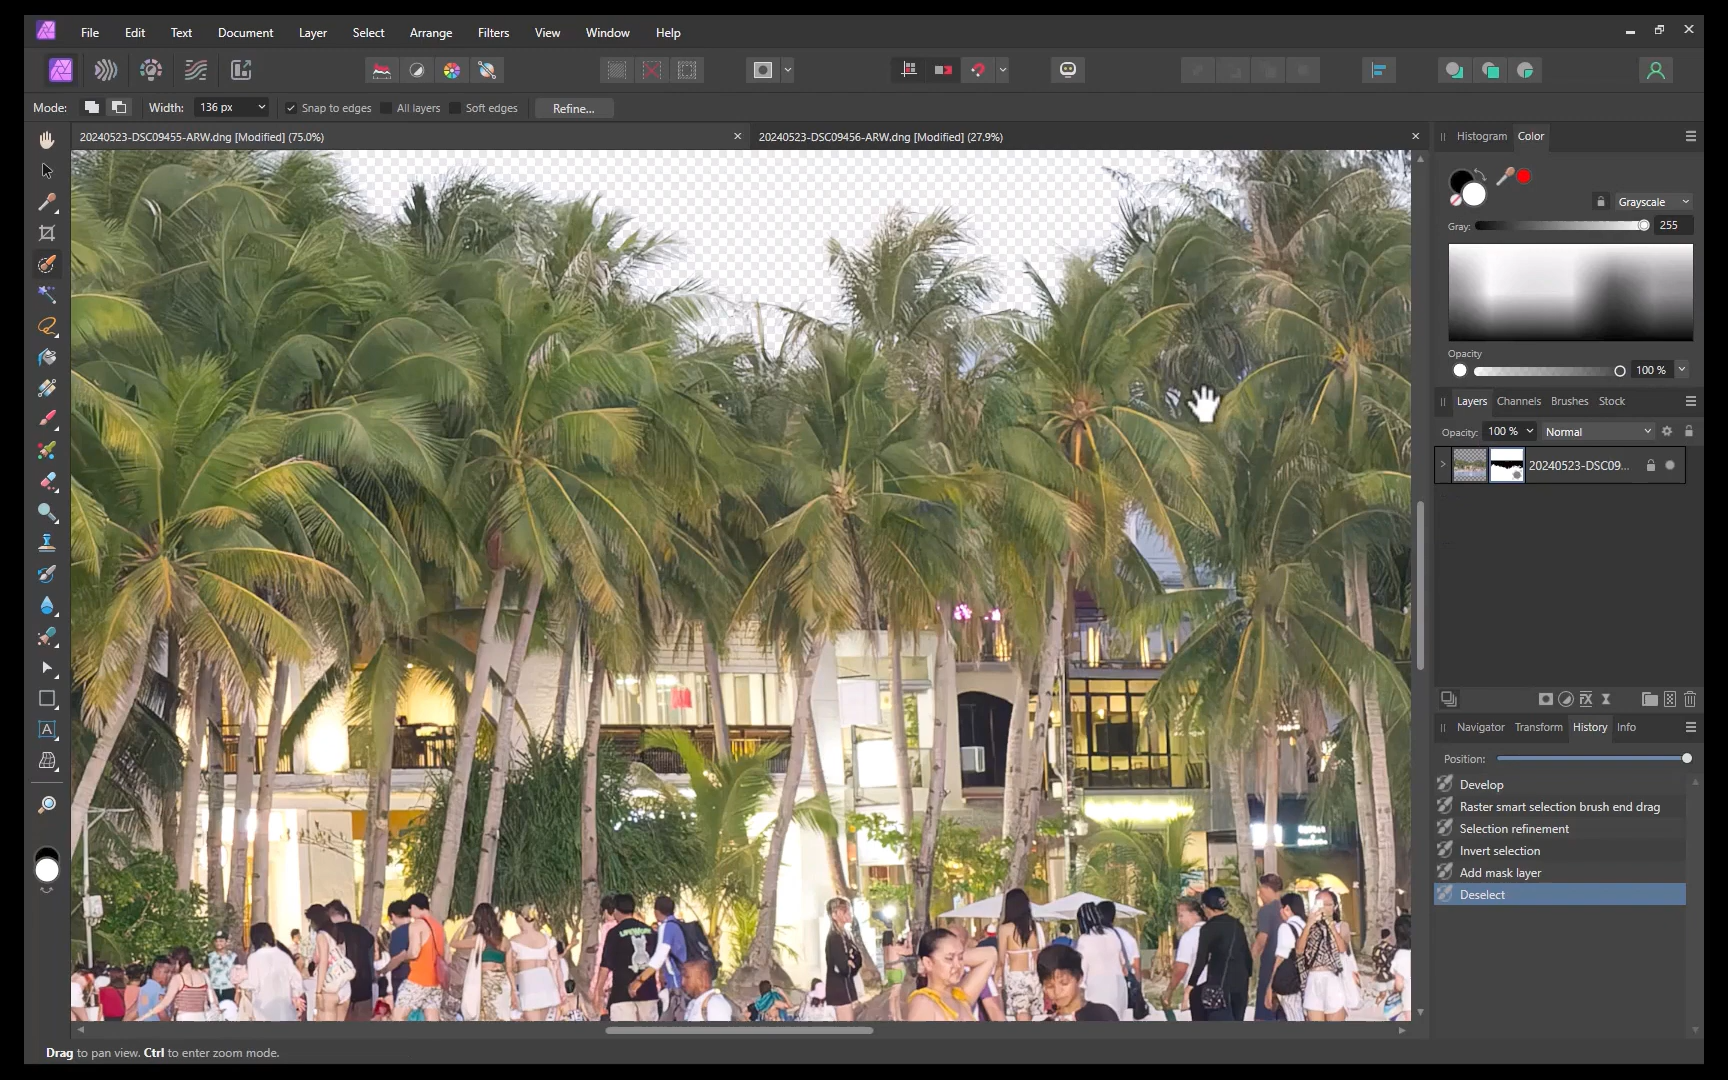 File Edit Text Document Layer Select Arrange Filters View Window Help
Mode: Width: 136 px Snap to edges All layers Soft edges Refine...
20240523-DSC09455-ARW.dng [Modified] (75.0%) 20240523-DSC09456-ARW.dng [Modified] (27.9%)
Histogram Color
Grayscale
Gray: 255
Opacity
100 %
Layers Channels Brushes Stock
Opacity: 100 % Normal
20240523-DSC09...
Navigator Transform History Info
Position:
Develop
Raster smart selection brush end drag
Selection refinement
Invert selection
Add mask layer
Deselect
Drag to pan view. Ctrl to enter zoom mode.